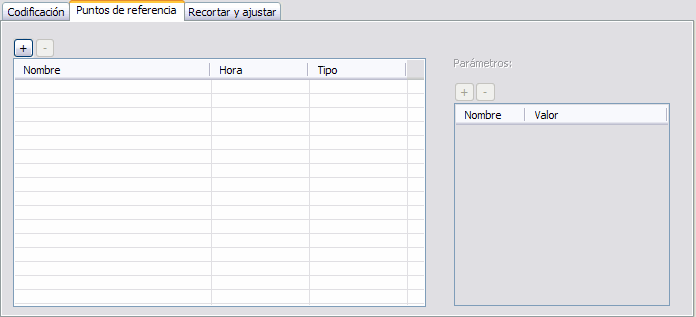 Codificación Puntos de referencia Recortar y ajustar
+ -
Nombre Hora Tipo
Parámetros:
+ -
Nombre Valor